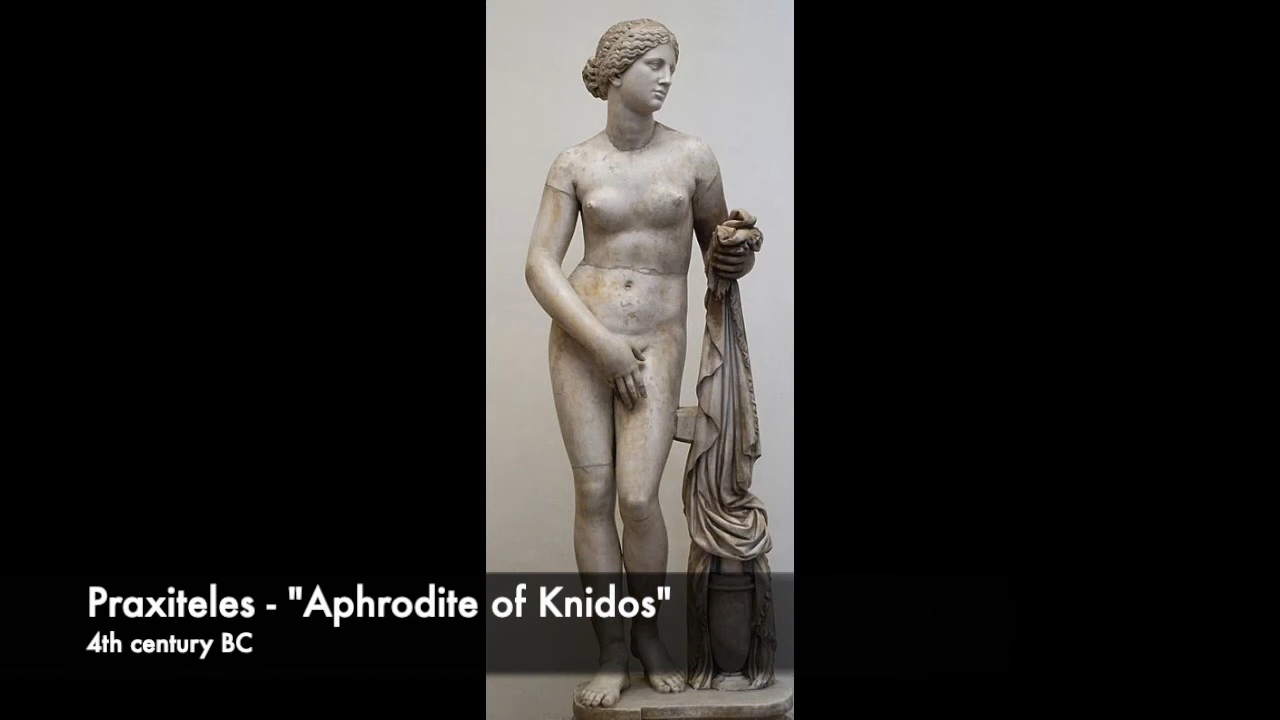 Praxiteles - "Aphrodite of Knidos"
4th century BC